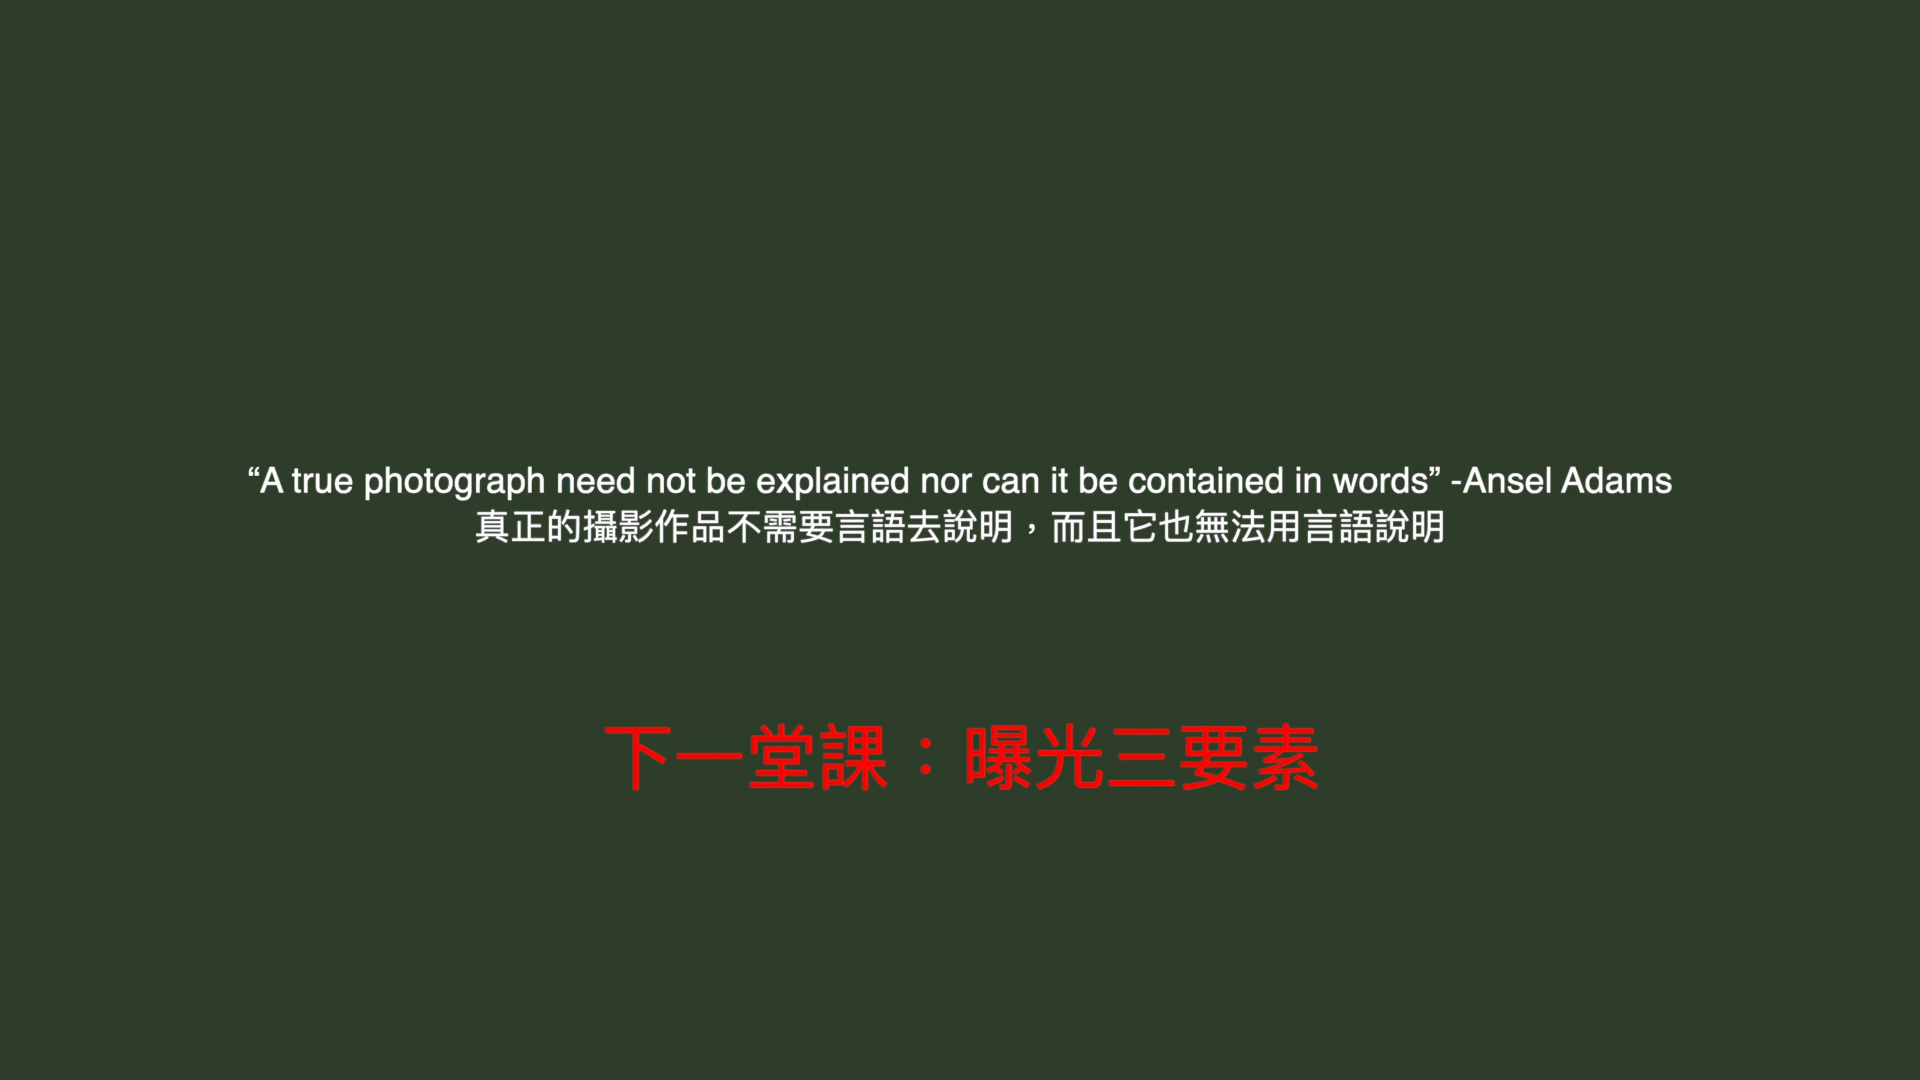 “A true photograph need not be explained nor can it be contained in words” -Ansel Adams
真正的攝影作品不需要言語去說明，而且它也無法用言語說明
下一堂課：曝光三要素